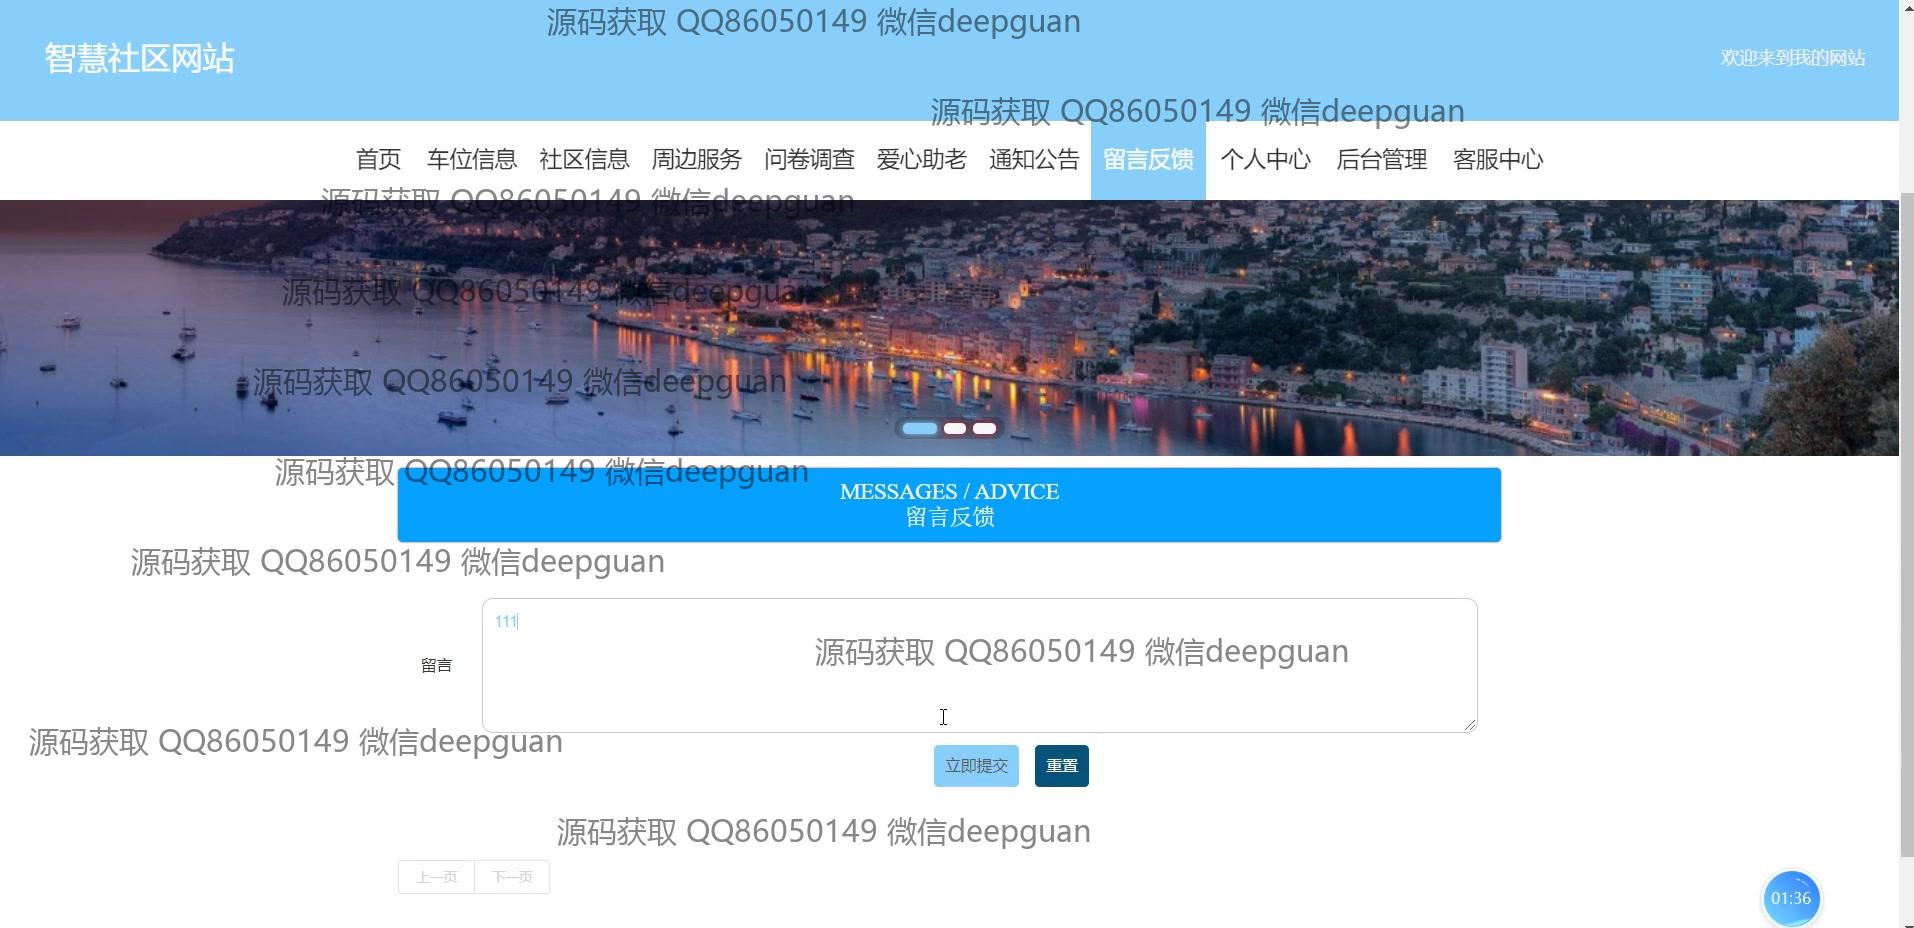 源码获取 QQ86050149 微信deepguan
智慧社区网站
欢迎来到我的网站
源码获取 QQ86050149 微信deepguan
首页 车位信息 社区信息 周边服务 问卷调查 爱心助老 通知公告 留言反馈 个人中心 后台管理 客服中心
源码获取 QQ86050149 微信deepguan
源码获取 QQ86050149 微信deepguan
源码获取 QQ86050149 微信deepguan
源码获取 QQ86050149 微信deepguan
MESSAGES / ADVICE
留言反馈
源码获取 QQ86050149 微信deepguan
111
源码获取 QQ86050149 微信deepguan
留言
源码获取 QQ86050149 微信deepguan
立即提交 重置
源码获取 QQ86050149 微信deepguan
上一页 下一页
01:36